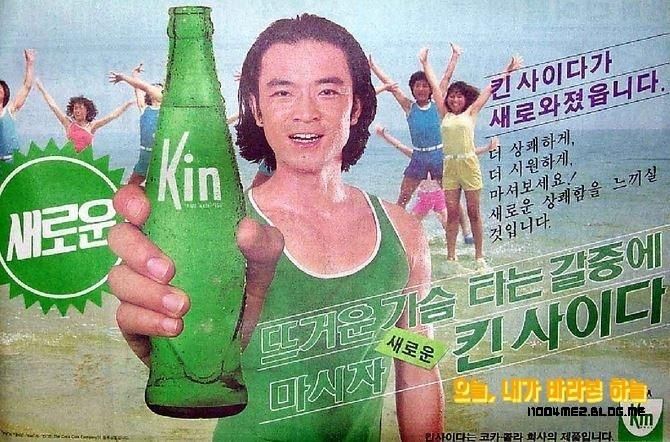 Kin
새로운
킨 사이다가
새로와졌읍니다.
더 상쾌하게,
더 시원하게,
마셔보세요!
새로운 상쾌함을 느끼실
것입니다.
뜨거운 가슴 타는 갈증에
마시자 새로운 킨 사이다
오늘, 내가 바라본 하늘
1004ME2.BLOG.ME
Kin
킨사이다는 코카·콜라 회사의 제품입니다.